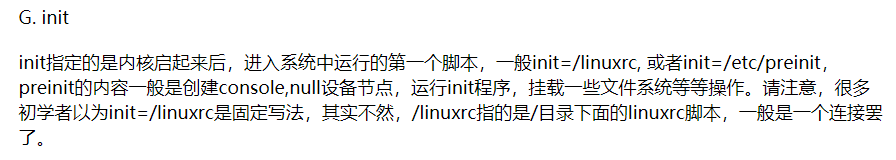 G. init
init指定的是内核启起来后，进入系统中运行的第一个脚本，一般init=/linuxrc, 或者init=/etc/preinit，
preinit的内容一般是创建console,null设备节点，运行init程序，挂载一些文件系统等等操作。请注意，很多
初学者以为init=/linuxrc是固定写法，其实不然，/linuxrc指的是/目录下面的linuxrc脚本，一般是一个连接罢
了。